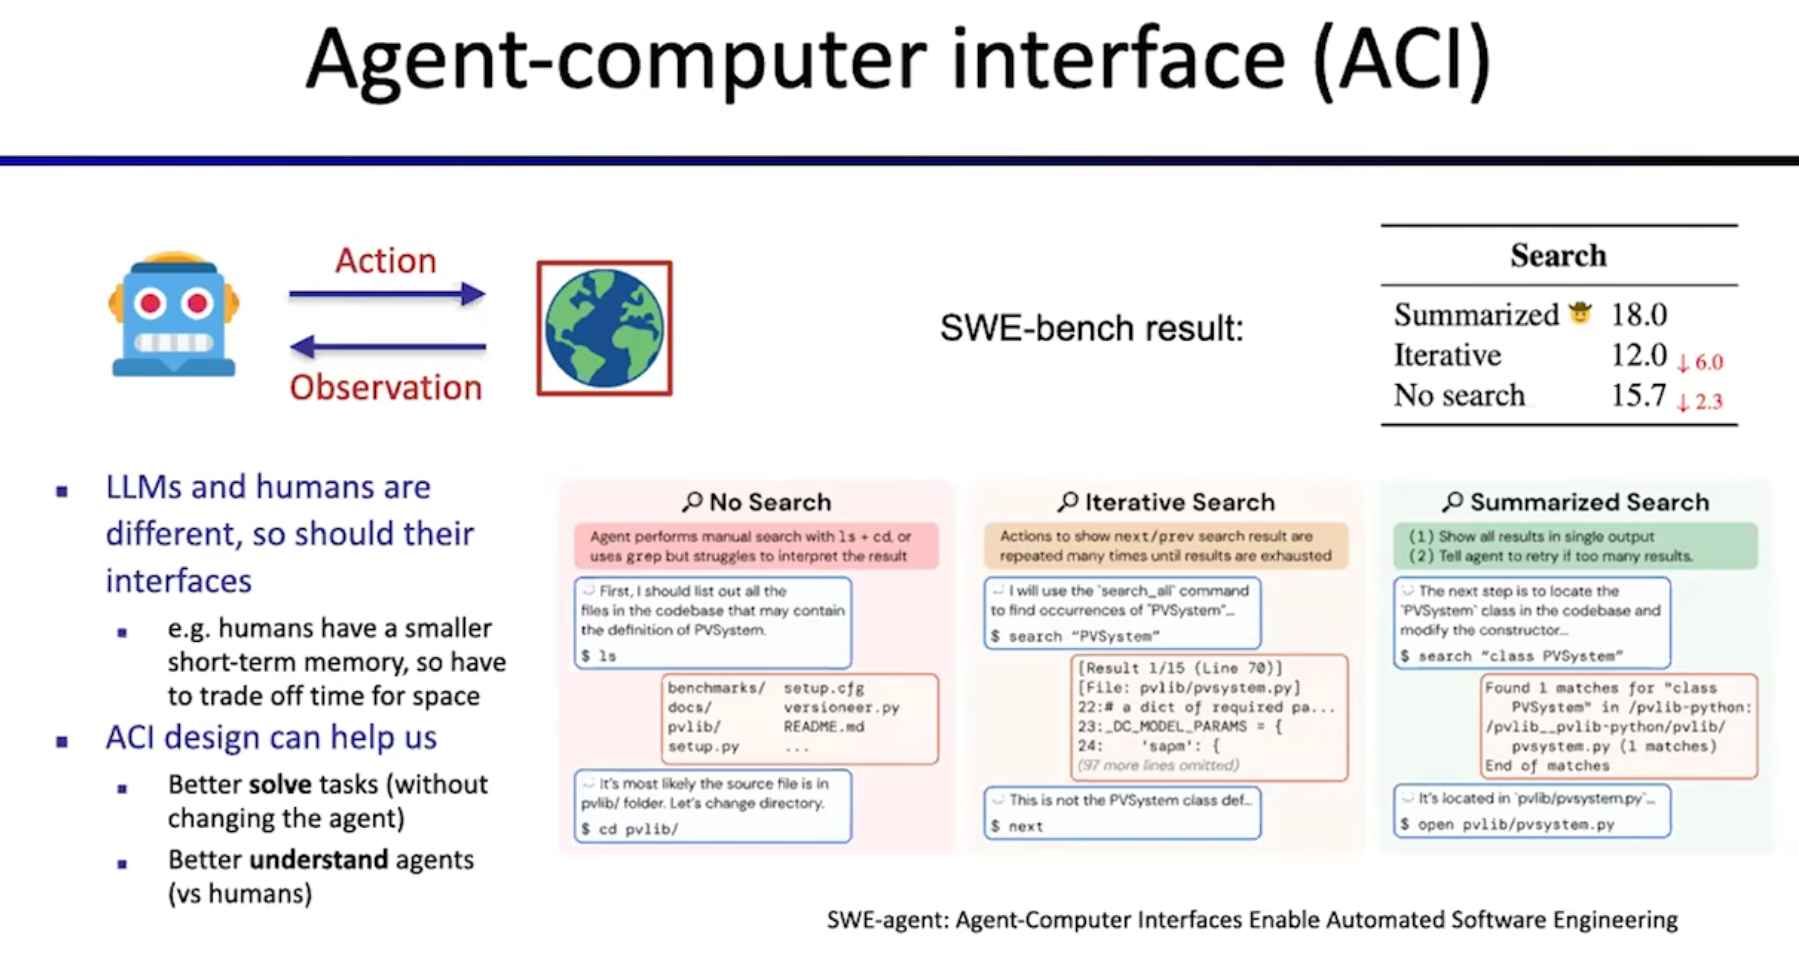 Agent-computer interface (ACI)
Action
Observation
SWE-bench result:
Search
Summarized 🤠 18.0
Iterative 12.0 ↓ 6.0
No search 15.7 ↓ 2.3
LLMs and humans are
different, so should their
interfaces
e.g. humans have a smaller
short-term memory, so have
to trade off time for space
ACI design can help us
Better solve tasks (without
changing the agent)
Better understand agents
(vs humans)
No Search
Agent performs manual search with ls + cd, or
uses grep but struggles to interpret the result
First, I should list out all the
files in the codebase that may contain
the definition of PVSystem.
$ ls
benchmarks/ setup.cfg
docs/ versioneer.py
pvlib/ README.md
setup.py ...
It's most likely the source file is in
pvlib/ folder. Let's change directory.
$ cd pvlib/
Iterative Search
Actions to show next/prev search result are
repeated many times until results are exhausted
I will use the `search_all` command
to find occurrences of "PVSystem"...
$ search "PVSystem"
[Result 1/15 (Line 70)]
[File: pvlib/pvsystem.py]
22:# a dict of required pa...
23:_DC_MODEL_PARAMS = {
24: 'sapm': {
(97 more lines omitted)
This is not the PVSystem class def...
$ next
Summarized Search
(1) Show all results in single output
(2) Tell agent to retry if too many results.
The next step is to locate the
`PVSystem` class in the codebase and
modify the constructor...
$ search "class PVSystem"
Found 1 matches for "class
PVSystem" in /pvlib-python:
/pvlib__pvlib-python/pvlib/
pvsystem.py (1 matches)
End of matches
It's located in `pvlib/pvsystem.py`...
$ open pvlib/pvsystem.py
SWE-agent: Agent-Computer Interfaces Enable Automated Software Engineering